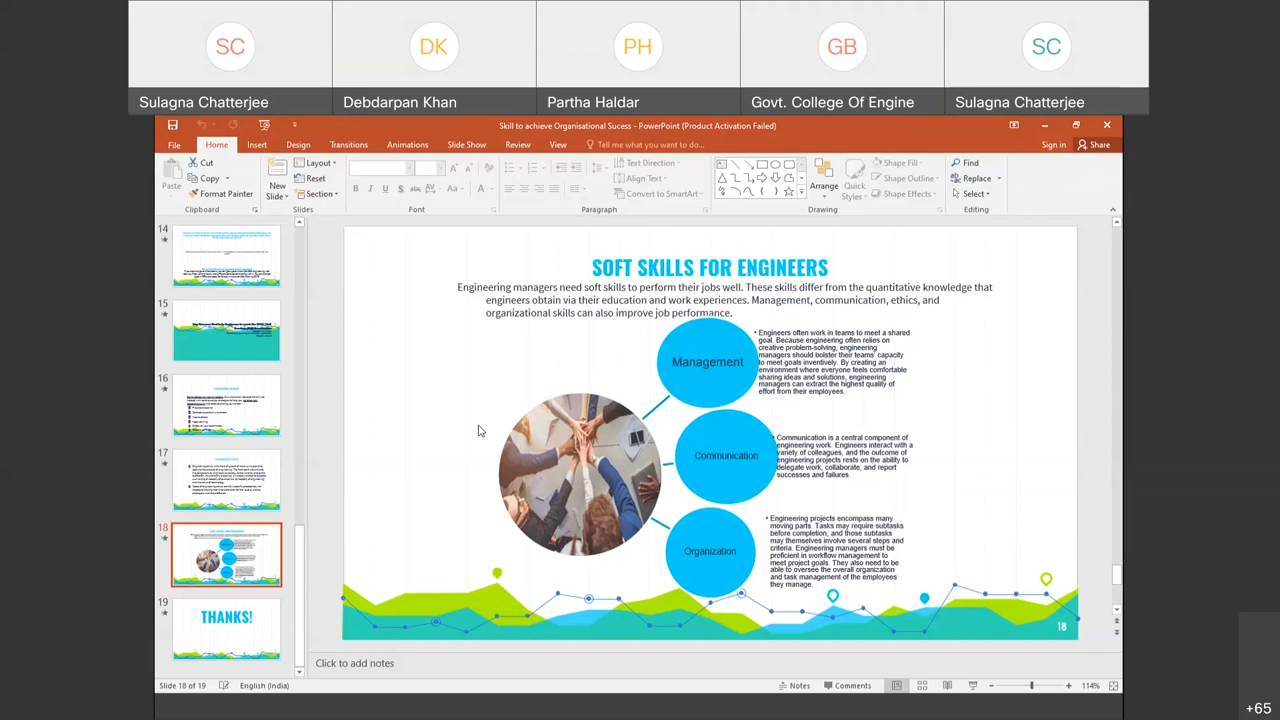 SC
DK
PH
GB
SC
Sulagna Chatterjee
Debdarpan Khan
Partha Haldar
Govt. College Of Engine
Sulagna Chatterjee
Skill to achieve Organisational Sucess - PowerPoint (Product Activation Failed)
File
Home
Insert
Design
Transitions
Animations
Slide Show
Review
View
Tell me what you want to do...
Sign in
Share
Paste
Cut
Copy
Format Painter
Clipboard
New Slide
Layout
Reset
Section
Slides
B I U S abc AV Aa A
Font
Text Direction
Align Text
Convert to SmartArt
Paragraph
Arrange
Quick Styles
Shape Fill
Shape Outline
Shape Effects
Drawing
Find
Replace
Select
Editing
14
15
16
17
18
19
THANKS!
SOFT SKILLS FOR ENGINEERS
Engineering managers need soft skills to perform their jobs well. These skills differ from the quantitative knowledge that
engineers obtain via their education and work experiences. Management, communication, ethics, and
organizational skills can also improve job performance.
Management
• Engineers often work in teams to meet a shared
goal. Because engineering often relies on
creative problem-solving, engineering
managers should bolster their teams' capacity
to meet goals inventively. By creating an
environment where everyone feels comfortable
sharing ideas and solutions, engineering
managers can extract the highest quality of
effort from their employees.
Communication
• Communication is a central component of
engineering work. Engineers interact with a
variety of colleagues, and the outcome of
engineering projects rests on the ability to
delegate work, collaborate, and report
successes and failures.
Organization
• Engineering projects encompass many
moving parts. Tasks may require subtasks
before completion, and those subtasks
may themselves involve several steps and
criteria. Engineering managers must be
proficient in workflow management to
meet project goals. They also need to be
able to oversee the overall organization
and task management of the employees
they manage.
18
Click to add notes
Slide 18 of 19
English (India)
Notes
Comments
114%
+65